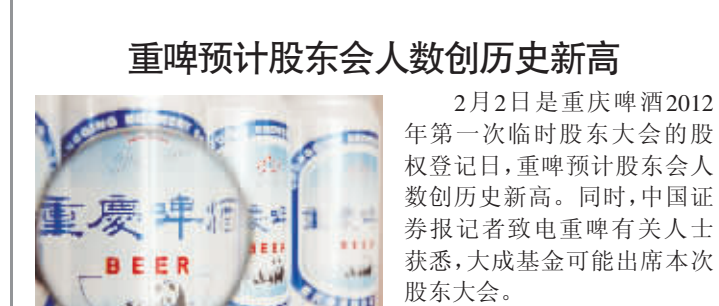 重啤预计股东会人数创历史新高
2月2日是重庆啤酒2012
年第一次临时股东大会的股
权登记日，重啤预计股东会人
数创历史新高。同时，中国证
券报记者致电重啤有关人士
获悉，大成基金可能出席本次
股东大会。
重慶啤酒
BEER
BEER